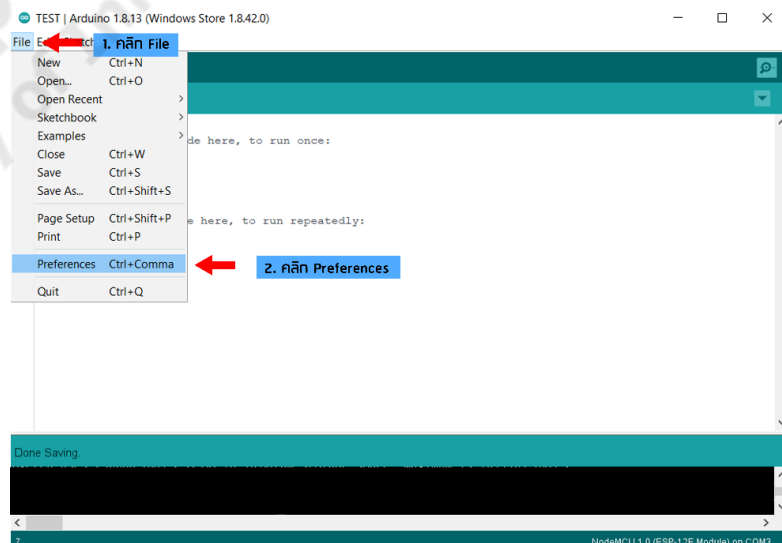 TEST | Arduino 1.8.13 (Windows Store 1.8.42.0)
File
1. คลิก File
New Ctrl+N
Open... Ctrl+O
Open Recent
Sketchbook
Examples
de here, to run once:
Close Ctrl+W
Save Ctrl+S
Save As... Ctrl+Shift+S
Page Setup Ctrl+Shift+P
e here, to run repeatedly:
Print Ctrl+P
Preferences Ctrl+Comma
2. คลิก Preferences
Quit Ctrl+Q
Done Saving.
7 NodeMCU 1.0 (ESP-12E Module) on COM3